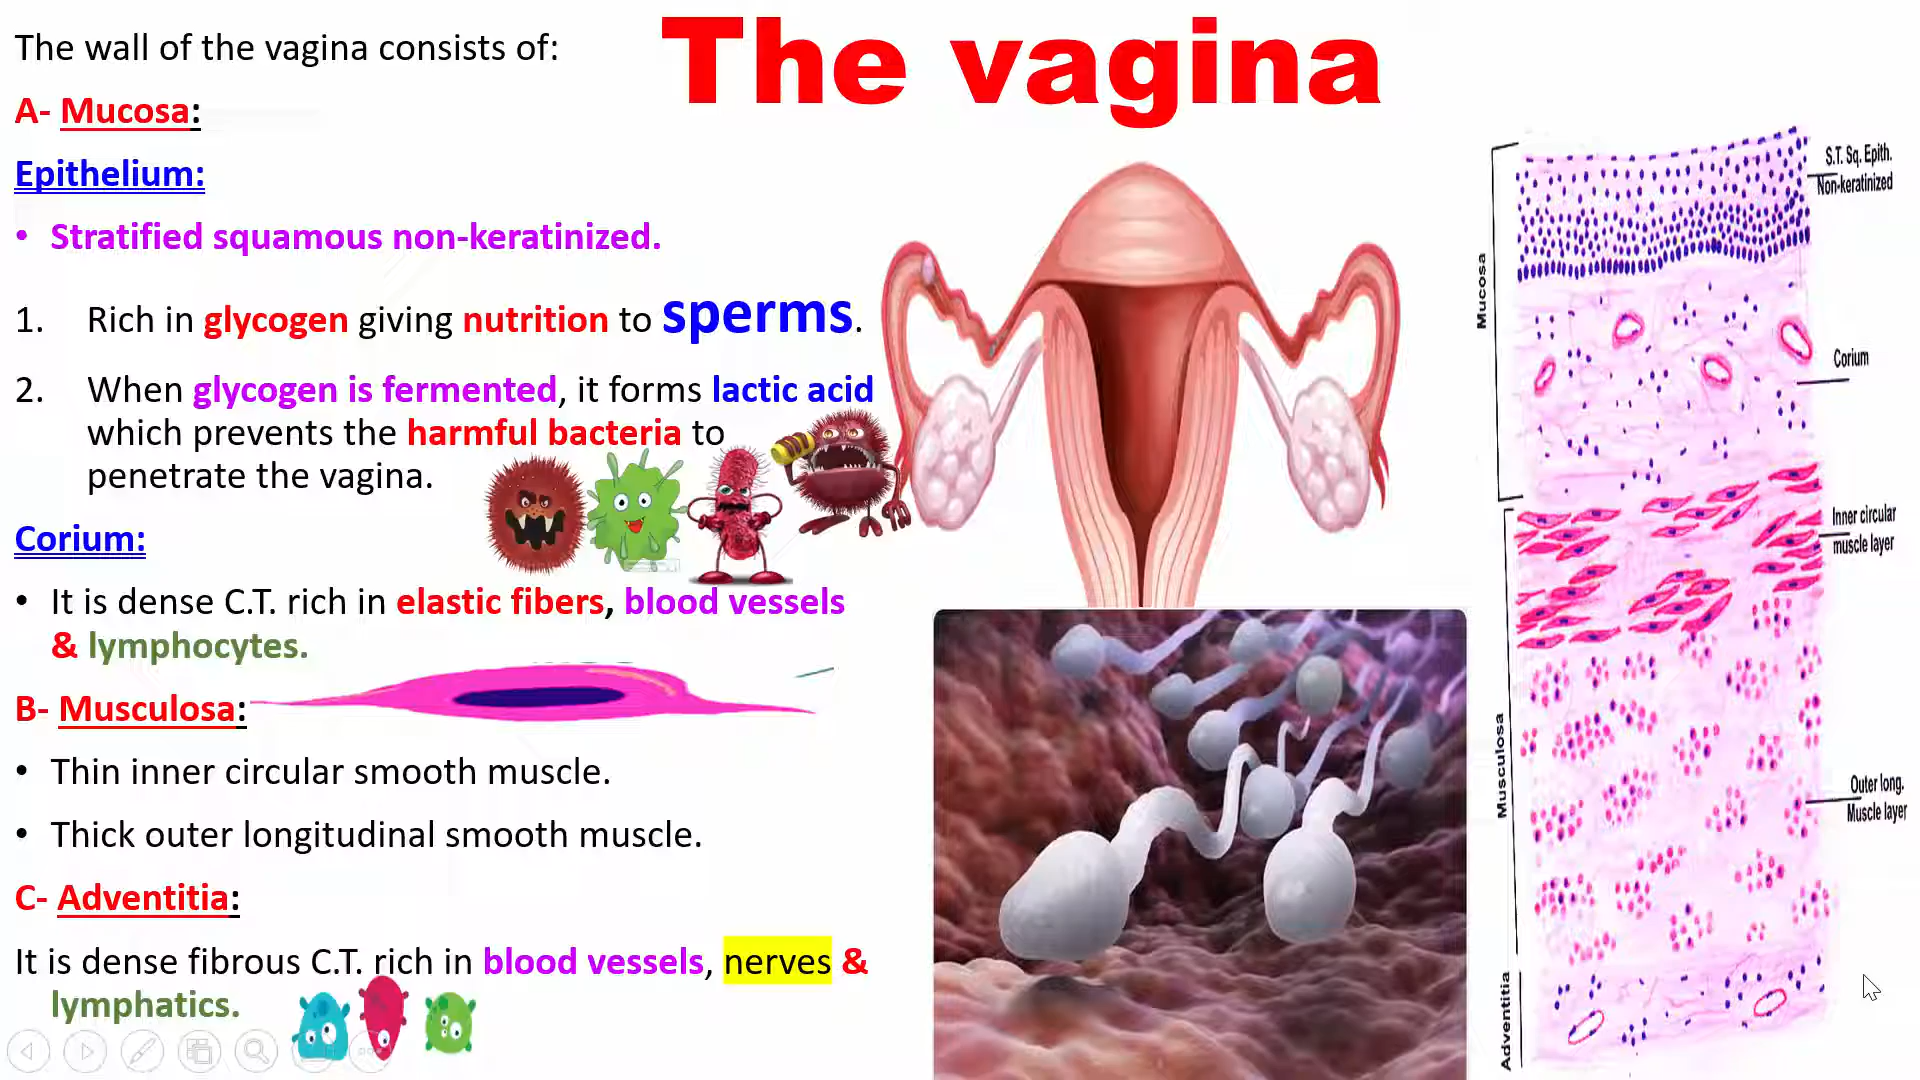 The vagina
The wall of the vagina consists of:
A- Mucosa:
Epithelium:
• Stratified squamous non-keratinized.
1. Rich in glycogen giving nutrition to sperms.
2. When glycogen is fermented, it forms lactic acid
which prevents the harmful bacteria to
penetrate the vagina.
Corium:
• It is dense C.T. rich in elastic fibers, blood vessels
& lymphocytes.
B- Musculosa:
• Thin inner circular smooth muscle.
• Thick outer longitudinal smooth muscle.
C- Adventitia:
It is dense fibrous C.T. rich in blood vessels, nerves &
lymphatics.
Mucosa
S.T. Sq. Epith.
Non-keratinized
Corium
Inner circular
muscle layer
Musculosa
Outer long.
Muscle layer
Adventitia